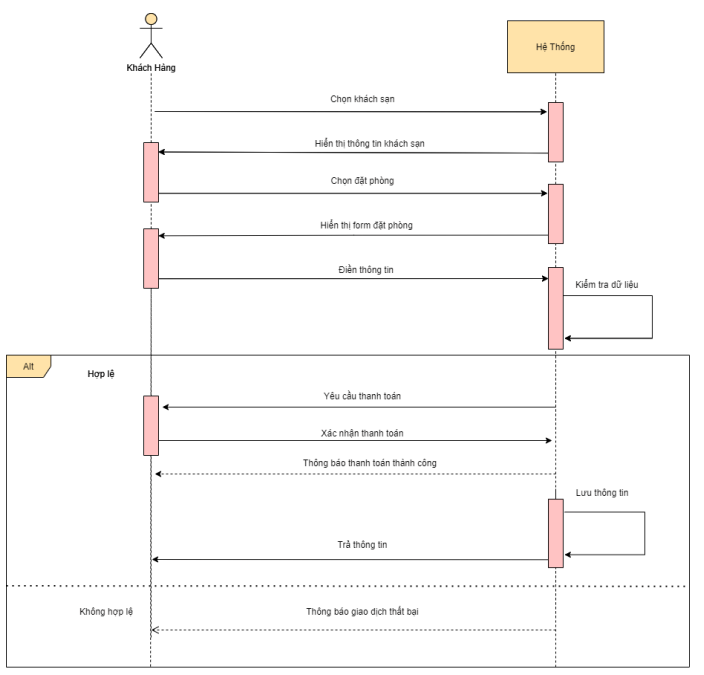 Hệ Thống
Khách Hàng
Chọn khách sạn
Hiển thị thông tin khách sạn
Chọn đặt phòng
Hiển thị form đặt phòng
Điền thông tin
Kiểm tra dữ liệu
Alt
Hợp lệ
Yêu cầu thanh toán
Xác nhận thanh toán
Thông báo thanh toán thành công
Lưu thông tin
Trả thông tin
Không hợp lệ
Thông báo giao dịch thất bại